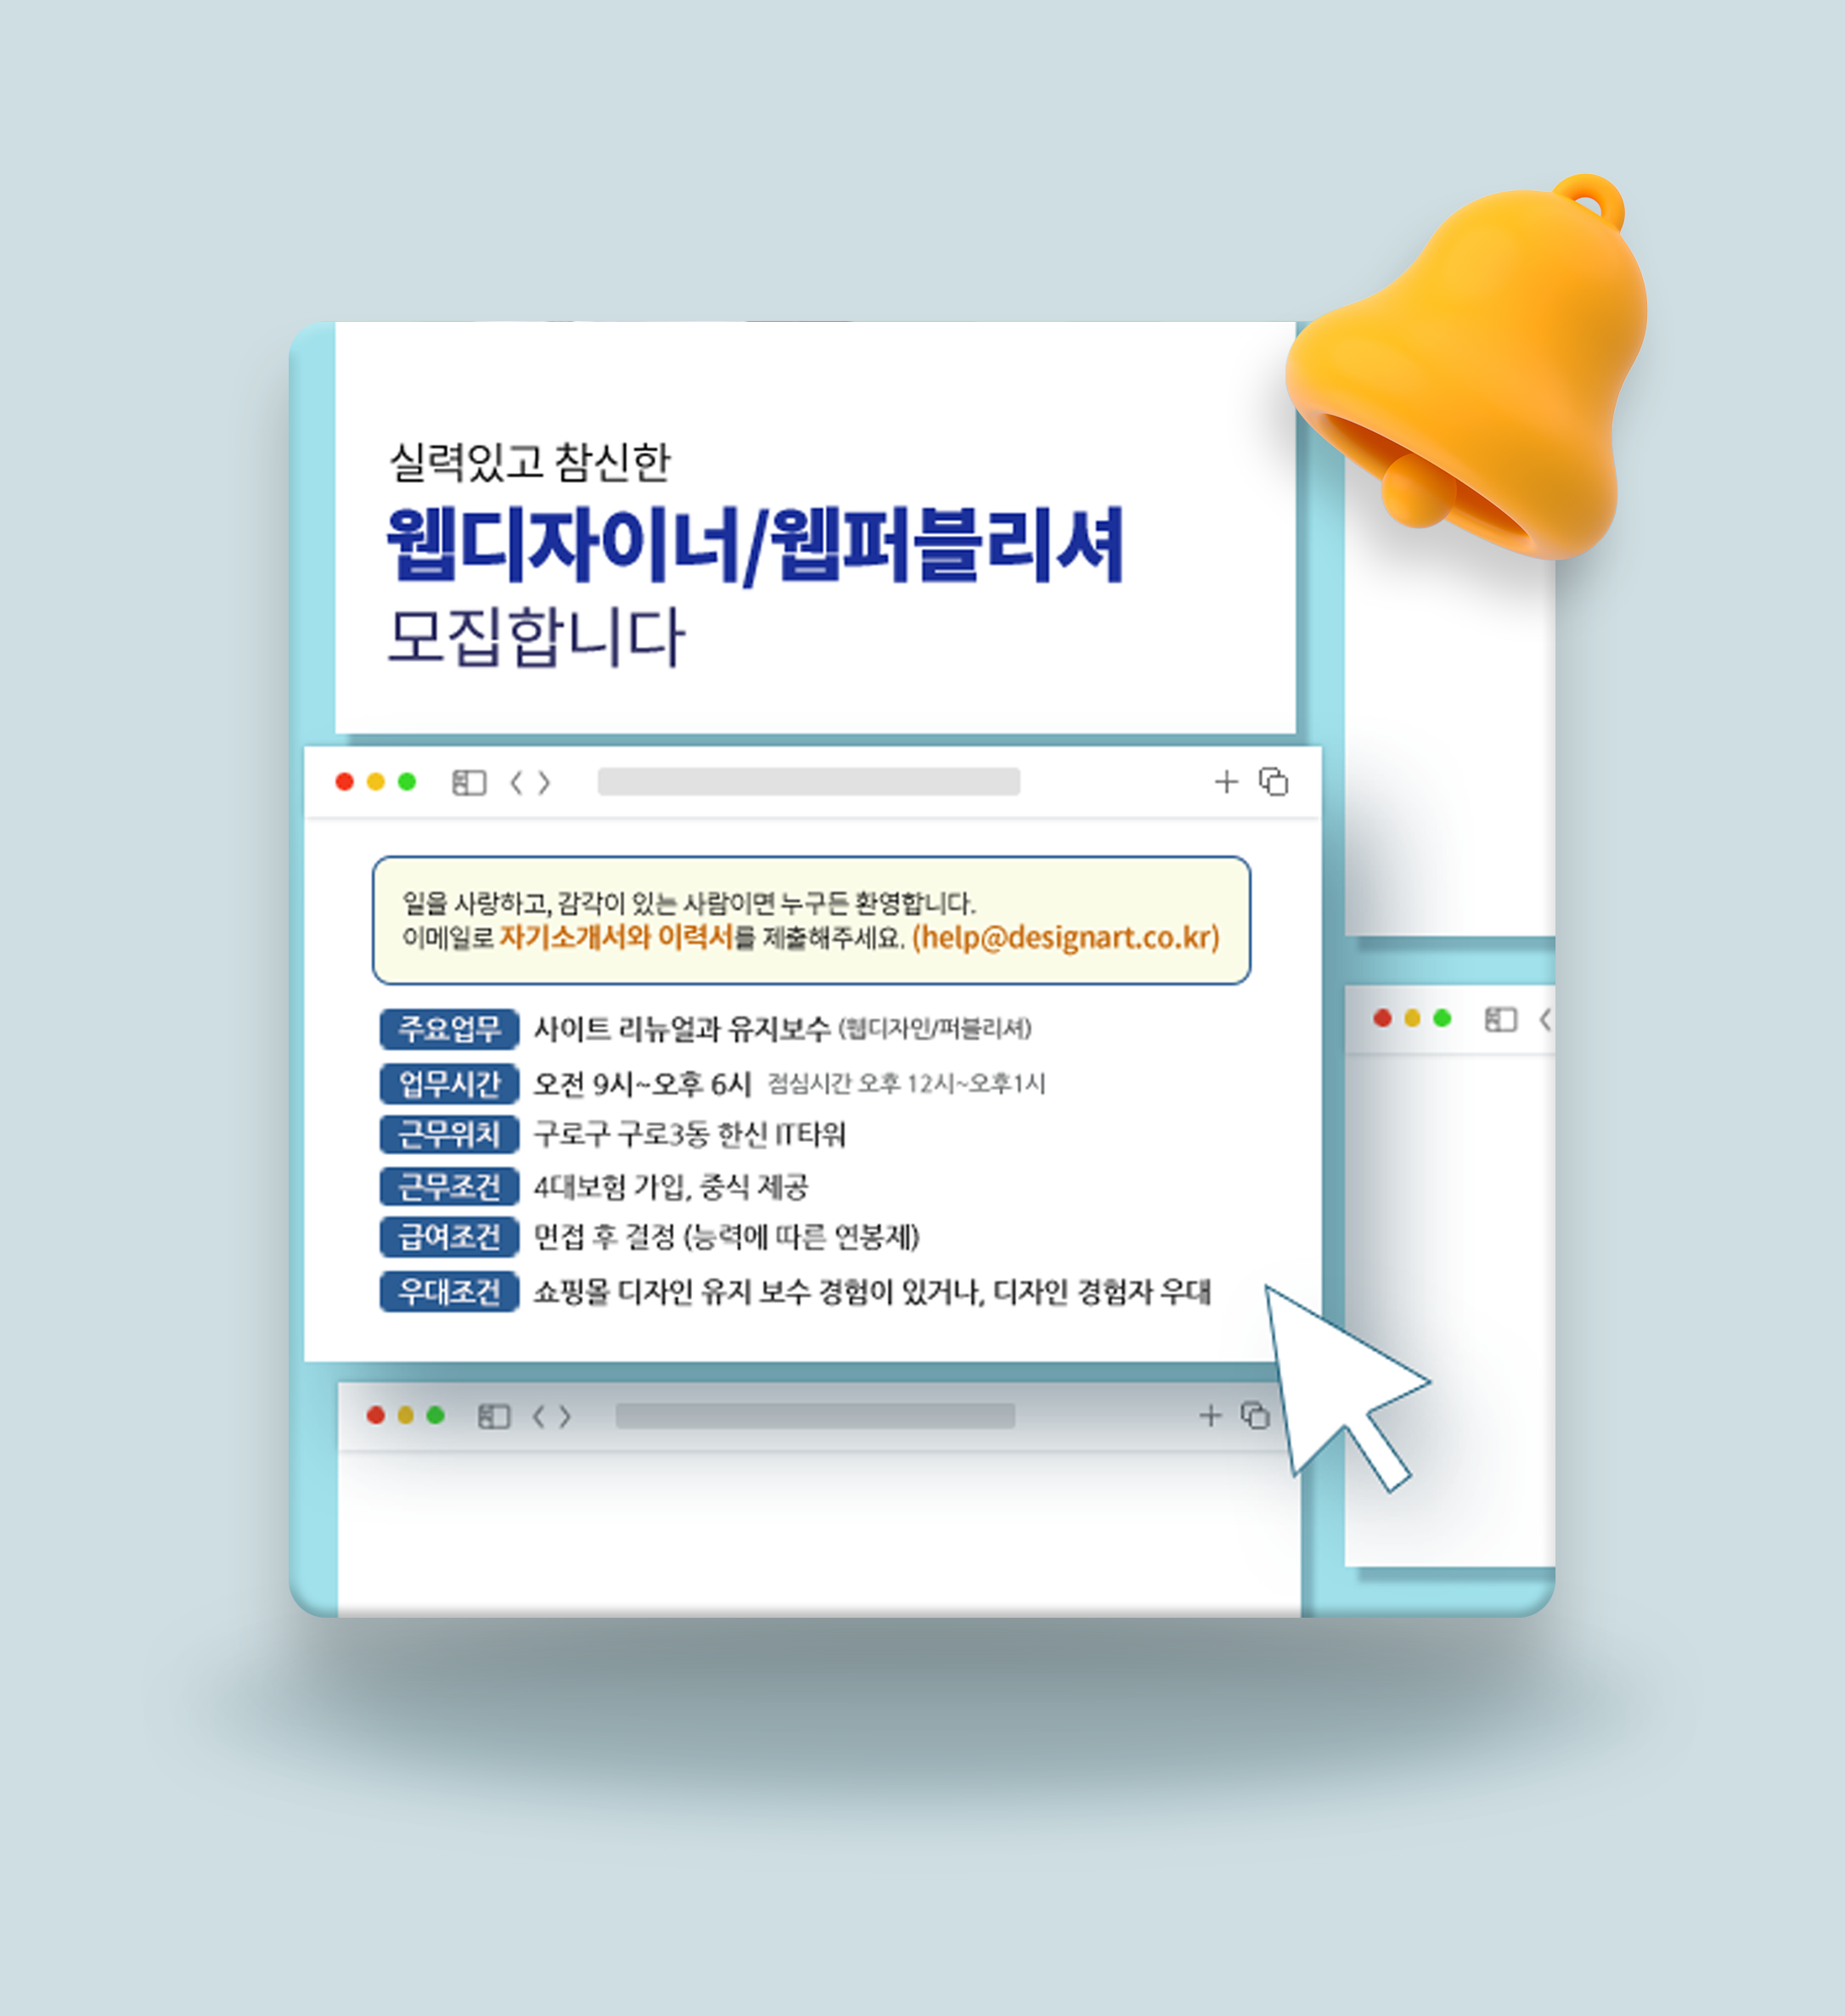 실력있고 참신한
웹디자이너/웹퍼블리셔
모집합니다
일을 사랑하고, 감각이 있는 사람이면 누구든 환영합니다.
이메일로 자기소개서와 이력서를 제출해주세요. (help@designart.co.kr)
주요업무 사이트 리뉴얼과 유지보수 (웹디자인/퍼블리셔)
업무시간 오전 9시~오후 6시 점심시간 오후 12시~오후1시
근무위치 구로구 구로3동 한신 IT타워
근무조건 4대보험 가입, 중식 제공
급여조건 면접 후 결정 (능력에 따른 연봉제)
우대조건 쇼핑몰 디자인 유지 보수 경험이 있거나, 디자인 경험자 우대